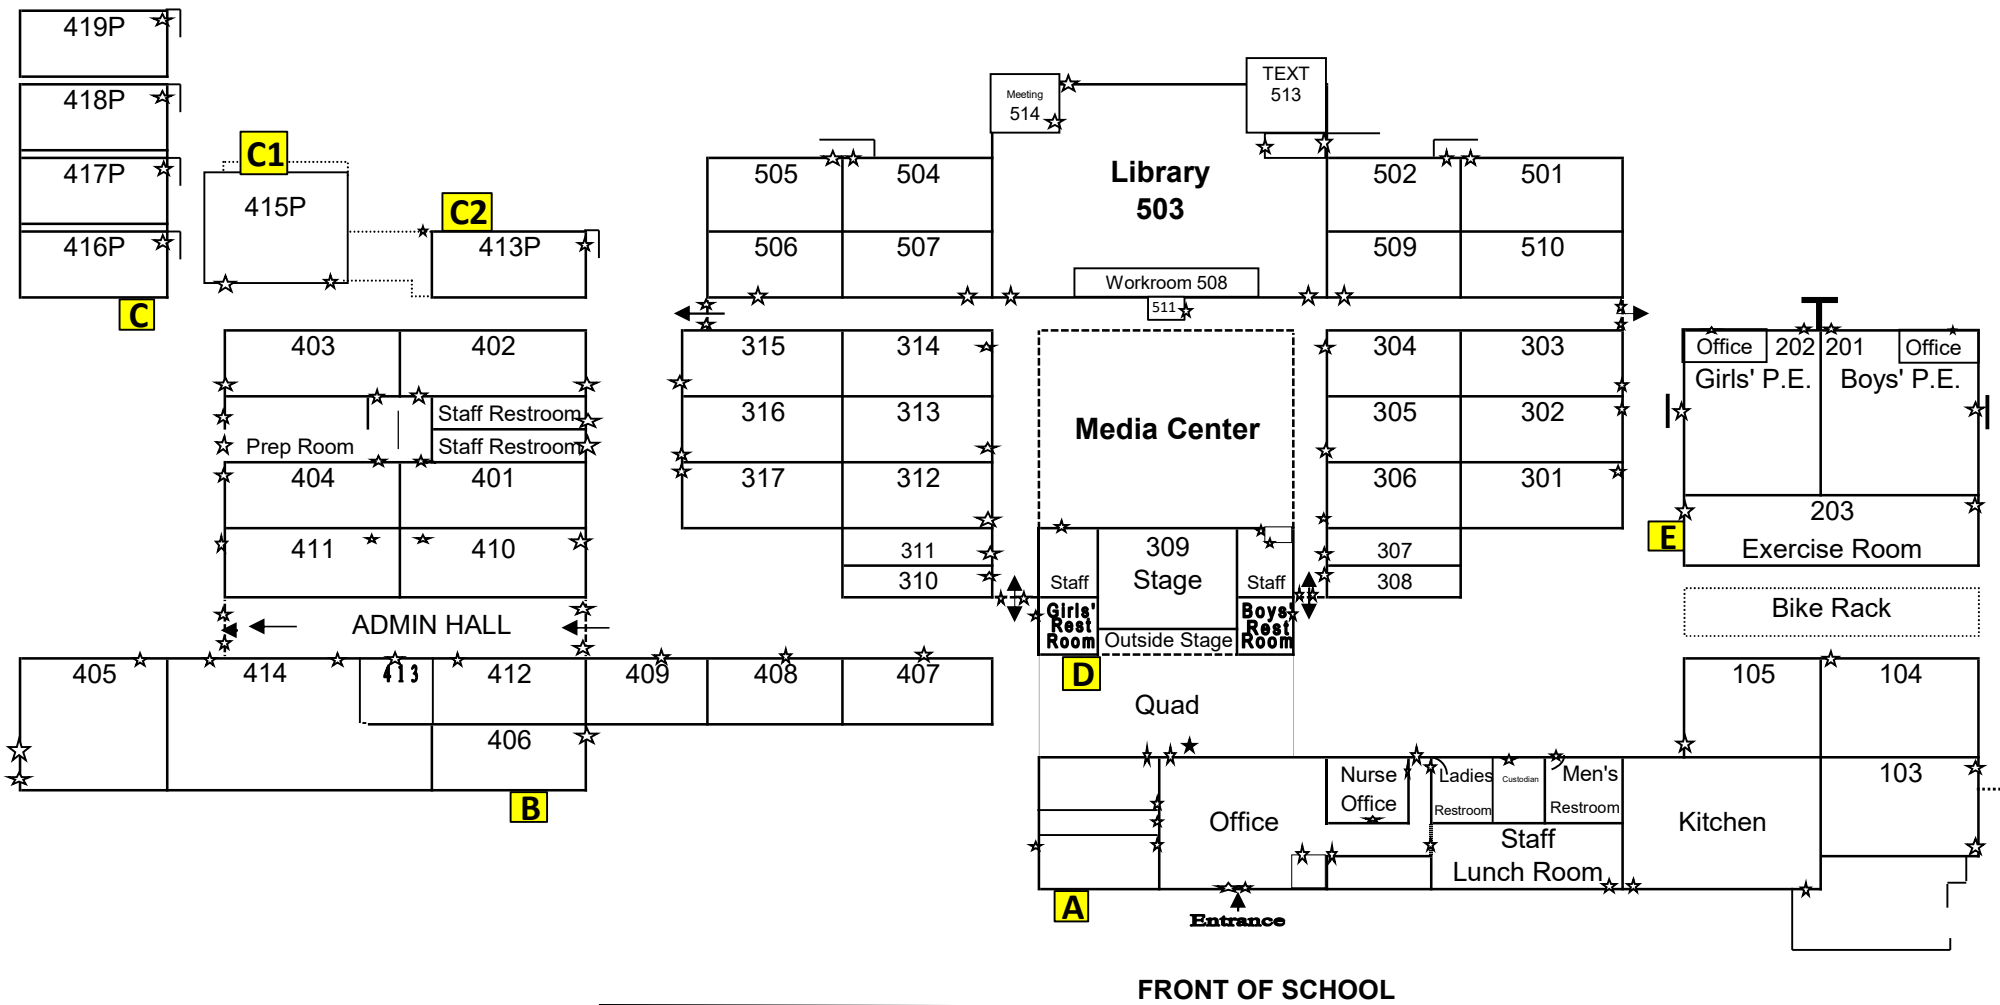 419P
418P
417P
416P
C
C1
415P
C2
413P
Meeting
514
TEXT
513
Library
503
505
504
506
507
502
501
509
510
Workroom 508
511
403
402
Staff Restroom
Staff Restroom
Prep Room
404
401
411
410
ADMIN HALL
405
414
413
412
409
408
407
406
B
315
314
316
313
317
312
311
310
Media Center
304
303
305
302
306
301
307
308
309
Stage
Staff
Staff
Girls'
Rest
Room
Boys'
Rest
Room
Outside Stage
D
Quad
Office
202
201
Office
Girls' P.E.
Boys' P.E.
203
Exercise Room
E
Bike Rack
105
104
103
Nurse
Office
Ladies
Restroom
Custodian
Men's
Restroom
Office
Staff
Lunch Room
Kitchen
A
Entrance
FRONT OF SCHOOL